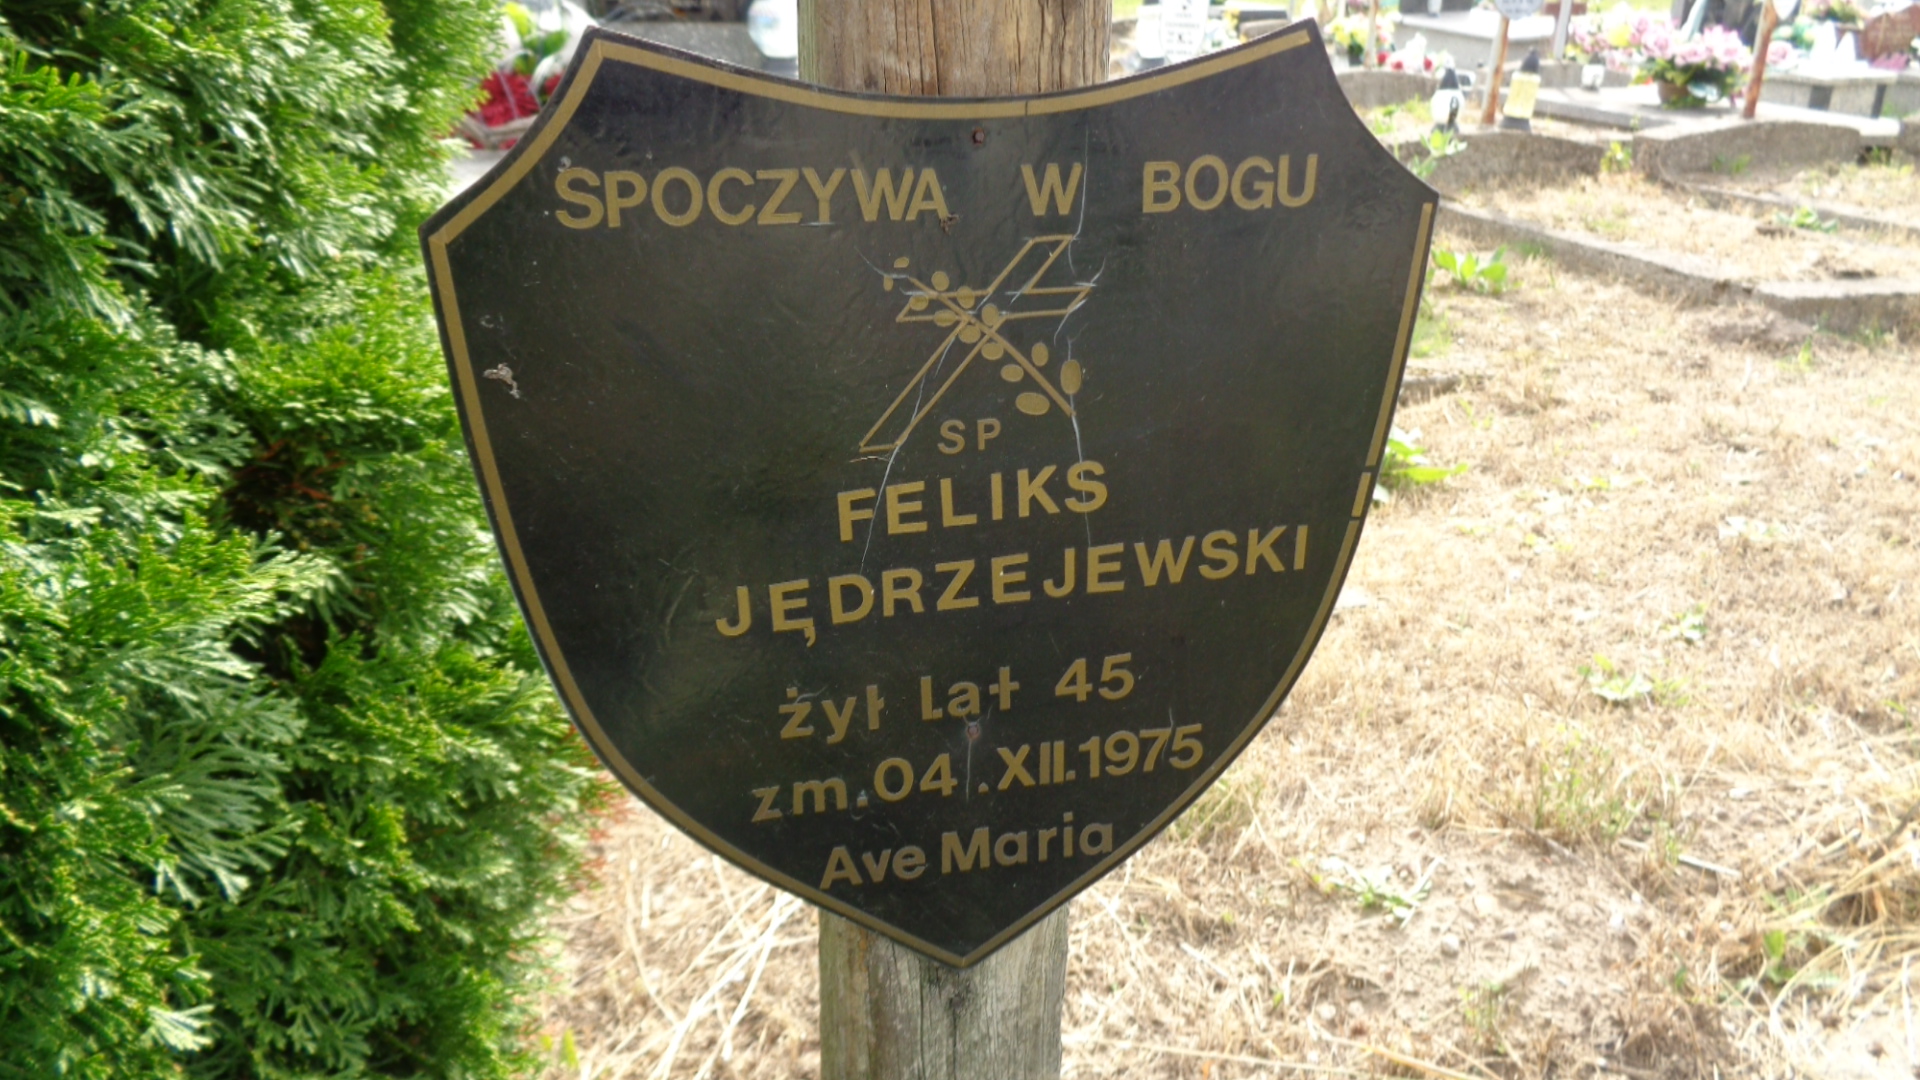 SPOCZYWA W BOGU
SP
FELIKS
JĘDRZEJEWSKI
żył lat 45
zm.04.XII.1975
Ave Maria